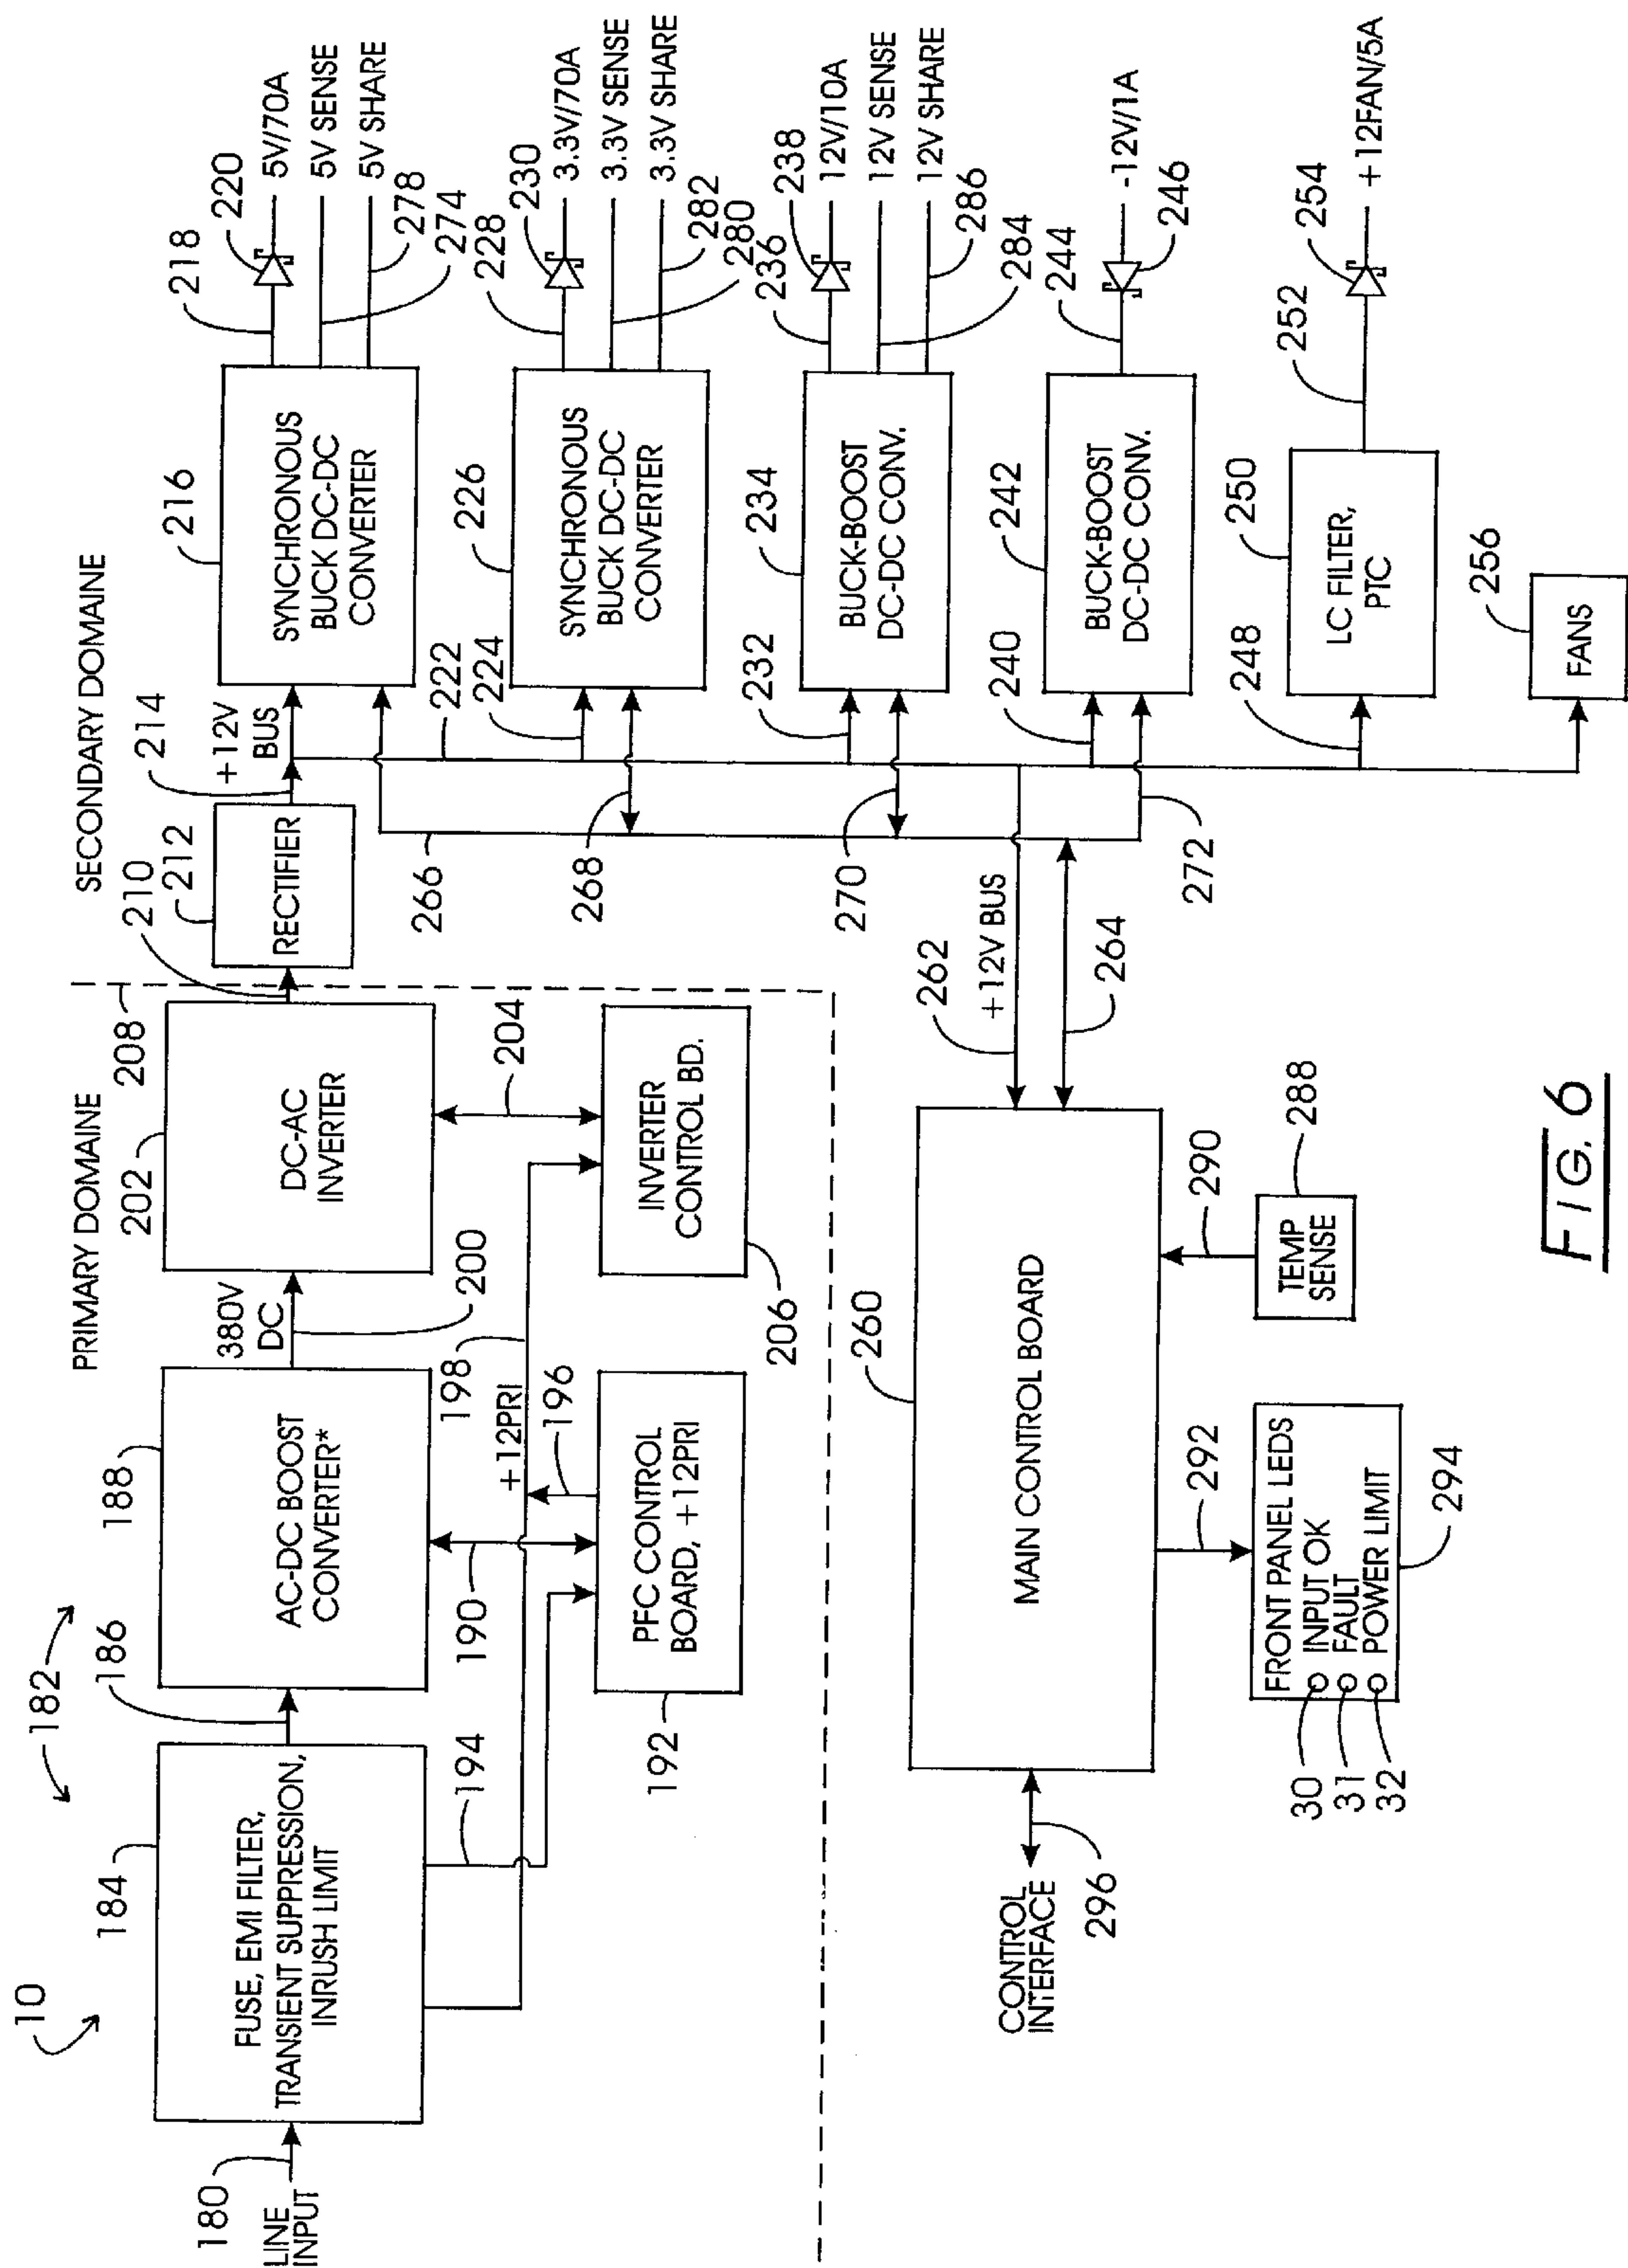 10
182
PRIMARY DOMAINE
SECONDARY DOMAINE
180
LINE
INPUT
184
FUSE, EMI FILTER,
TRANSIENT SUPPRESSION,
INRUSH LIMIT
186
188
AC-DC BOOST
CONVERTER*
380V
DC
200
202
DC-AC
INVERTER
208
210
212
RECTIFIER
214
+12V
BUS
216
SYNCHRONOUS
BUCK DC-DC
CONVERTER
218
220
5V/70A
5V SENSE
5V SHARE
278
274
194
190
192
PFC CONTROL
BOARD, +12PRI
196
+12PRI
198
204
INVERTER
CONTROL BD.
206
266
268
222
224
226
SYNCHRONOUS
BUCK DC-DC
CONVERTER
228
230
3.3V/70A
3.3V SENSE
3.3V SHARE
282
280
270
232
234
BUCK-BOOST
DC-DC CONV.
236
238
12V/10A
12V SENSE
12V SHARE
286
284
262
+12V BUS
264
272
240
242
BUCK-BOOST
DC-DC CONV.
244
-12V/1A
246
248
250
LC FILTER,
PTC
252
254
+12FAN/5A
256
FANS
260
MAIN CONTROL BOARD
CONTROL
INTERFACE
296
292
FRONT PANEL LEDS
INPUT OK
FAULT
POWER LIMIT
30
31
32
294
290
TEMP
SENSE
288
FIG. 6